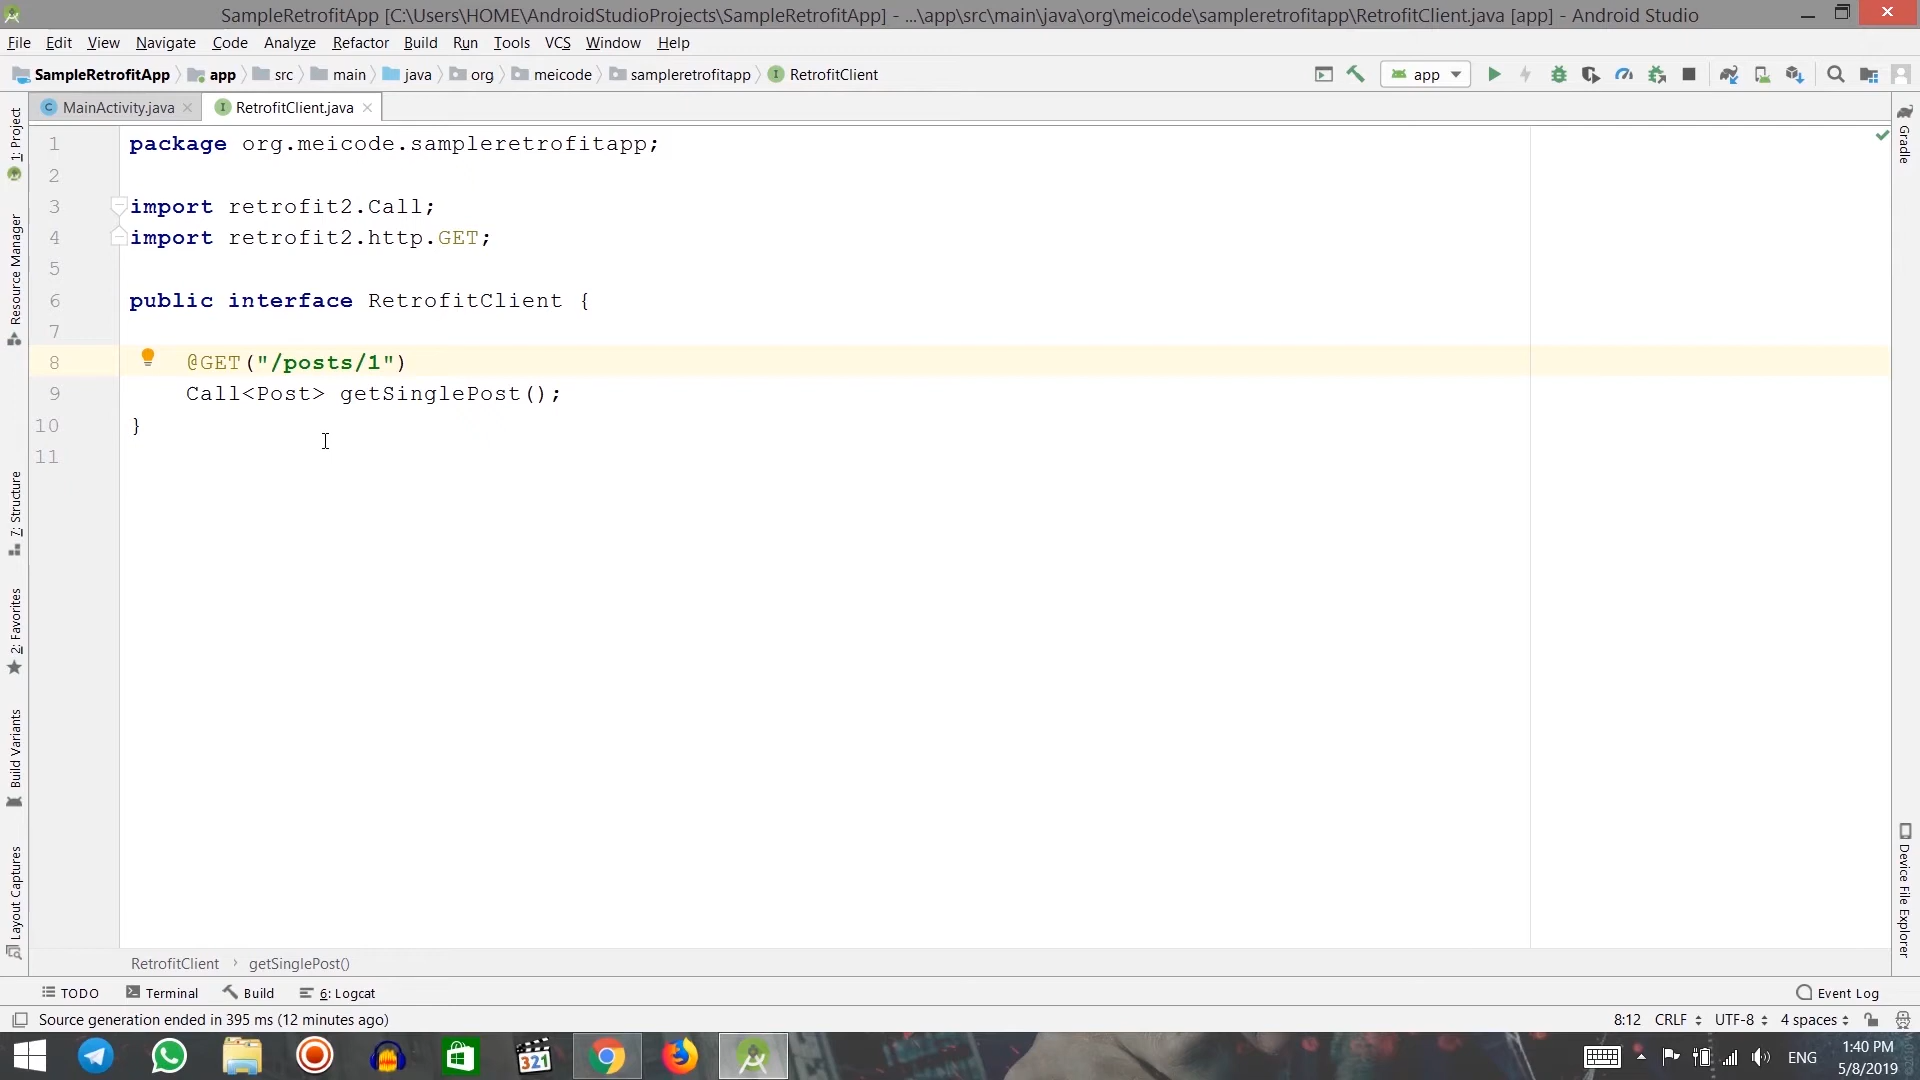 SampleRetrofitApp [C:\Users\HOME\AndroidStudioProjects\SampleRetrofitApp] - ...\app\src\main\java\org\meicode\sampleretrofitapp\RetrofitClient.java [app] - Android Studio
File Edit View Navigate Code Analyze Refactor Build Run Tools VCS Window Help
SampleRetrofitApp app src main java org meicode sampleretrofitapp RetrofitClient app
MainActivity.java RetrofitClient.java
1 package org.meicode.sampleretrofitapp;
2
3 import retrofit2.Call;
4 import retrofit2.http.GET;
5
6 public interface RetrofitClient {
7
8 @GET("/posts/1")
9 Call<Post> getSinglePost();
10 }
11
1: Project
Resource Manager
7: Structure
2: Favorites
Build Variants
Layout Captures
Gradle
Device File Explorer
RetrofitClient › getSinglePost()
TODO Terminal Build 6: Logcat Event Log
Source generation ended in 395 ms (12 minutes ago) 8:12 CRLF UTF-8 4 spaces
321 ENG 1:40 PM
5/8/2019